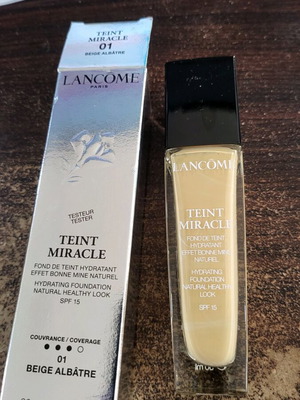 TEINT
MIRACLE
01
BEIGE ALBÂTRE
LANCÔME
PARIS
TESTEUR
TESTER
TEINT
MIRACLE
FOND DE TEINT HYDRATANT
EFFET BONNE MINE NATUREL
HYDRATING FOUNDATION
NATURAL HEALTHY LOOK
SPF 15
COUVRANCE / COVERAGE
01
BEIGE ALBÂTRE
LANCÔME
TEINT
MIRACLE
FOND DE TEINT
HYDRATANT
EFFET BONNE MINE
NATUREL
HYDRATING
FOUNDATION
NATURAL HEALTHY
LOOK
SPF 15